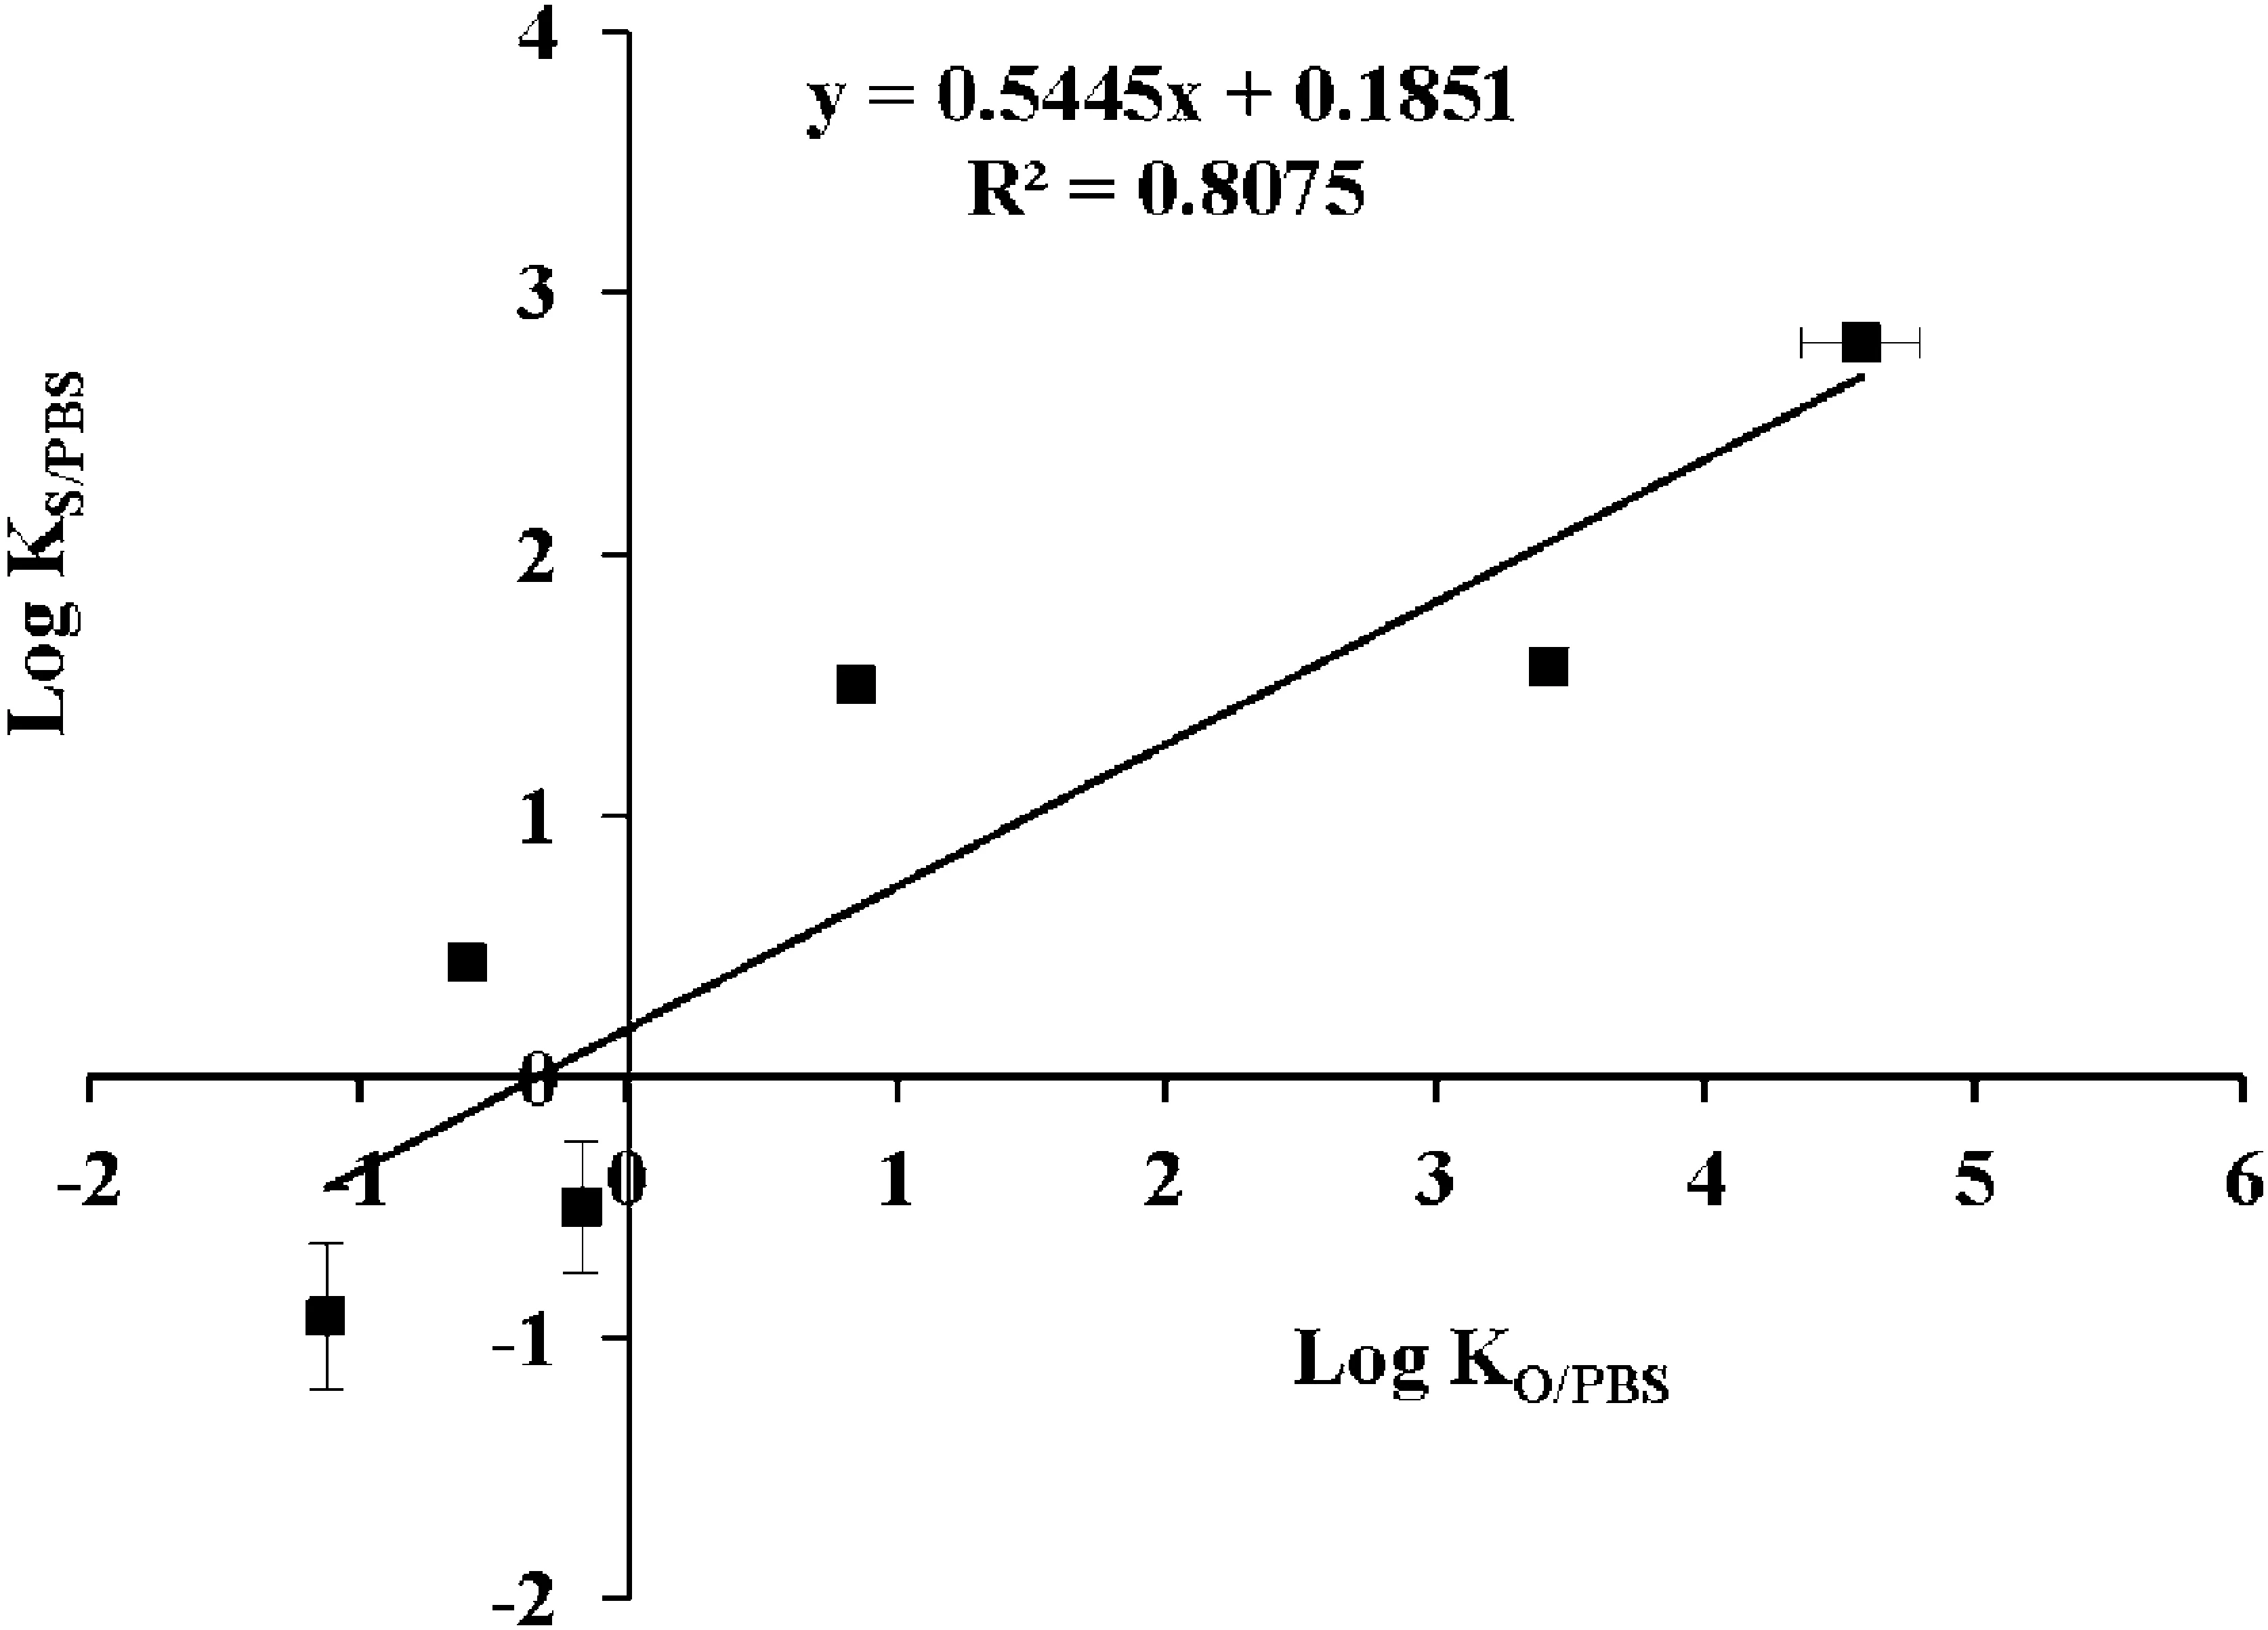 y = 0.5445x + 0.1851
R² = 0.8075
4
3
2
1
0
-1
-2
Log K_S/PBS
-2 -1 0 1 2 3 4 5 6
Log K_O/PBS